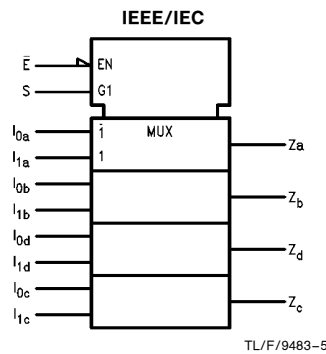 IEEE/IEC
E̅ EN
S G1
I0a 1̅ MUX
Za
I1a 1
I0b
Zb
I1b
I0d
Zd
I1d
I0c
Zc
I1c
TL/F/9483–5